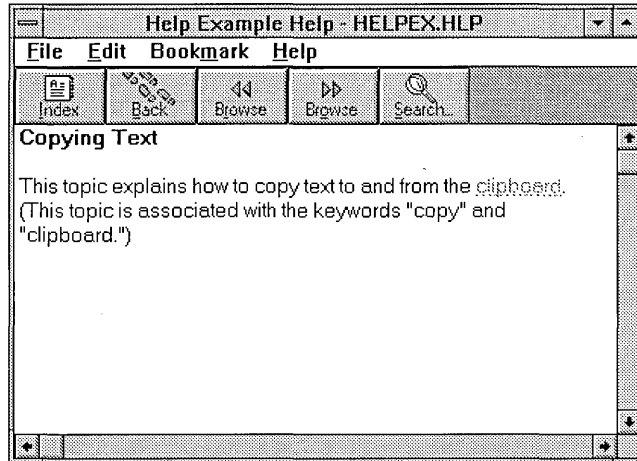 Help Example Help - HELPEX.HLP
File Edit Bookmark Help
Index Back Browse Browse Search...
Copying Text
This topic explains how to copy text to and from the clipboard.
(This topic is associated with the keywords "copy" and
"clipboard.")